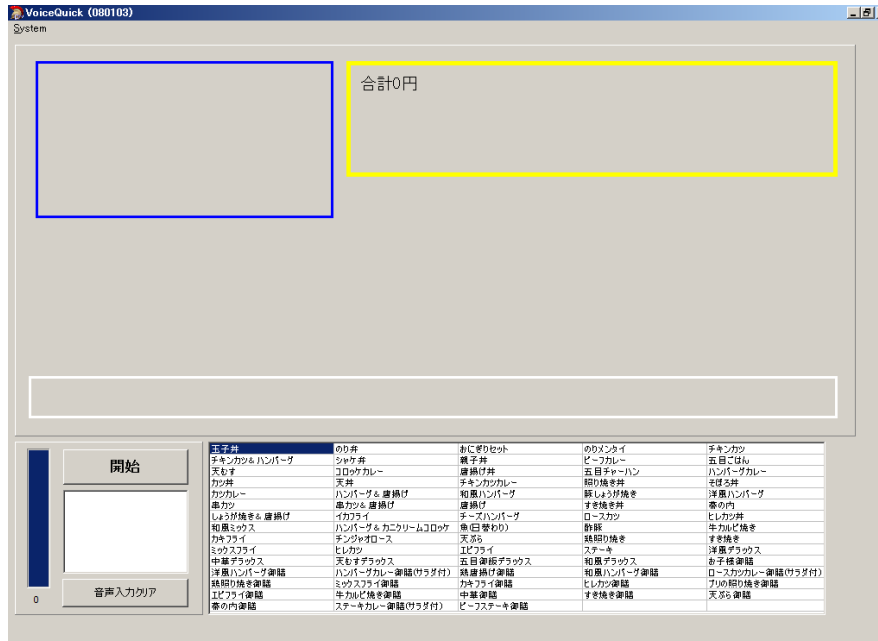 VoiceQuick (080103)
System
合計0円
開始
音声入力クリア
0
玉子丼 のり弁 おにぎりセット のりメンタイ チキンカツ
チキンカツ&ハンバーグ シャケ弁 親子丼 ビーフカレー 五目ごはん
天むす コロッケカレー 唐揚げ丼 五目チャーハン ハンバーグカレー
カツ丼 天丼 チキンカツカレー 照り焼き丼 そぼろ丼
カツカレー ハンバーグ&唐揚げ 和風ハンバーグ 豚しょうが焼き 洋風ハンバーグ
串カツ 串カツ&唐揚げ 唐揚げ すき焼き丼 幕の内
しょうが焼き&唐揚げ イカフライ チーズハンバーグ ロースカツ ヒレカツ丼
和風ミックス ハンバーグ&カニクリームコロッケ 魚(日替わり) 酢豚 牛カルビ焼き
カキフライ チンジャオロース 天ぷら 鶏照り焼き すき焼き
ミックスフライ ヒレカツ エビフライ ステーキ 洋風デラックス
中華デラックス 天むすデラックス 五目御飯デラックス 和風デラックス お子様御膳
洋風ハンバーグ御膳 ハンバーグカレー御膳(サラダ付) 鶏唐揚げ御膳 和風ハンバーグ御膳 ロースカツカレー御膳(サラダ付)
鶏照り焼き御膳 ミックスフライ御膳 カキフライ御膳 ヒレカツ御膳 ブリの照り焼き御膳
エビフライ御膳 牛カルビ焼き御膳 中華御膳 すき焼き御膳 天ぷら御膳
幕の内御膳 ステーキカレー御膳(サラダ付) ビーフステーキ御膳